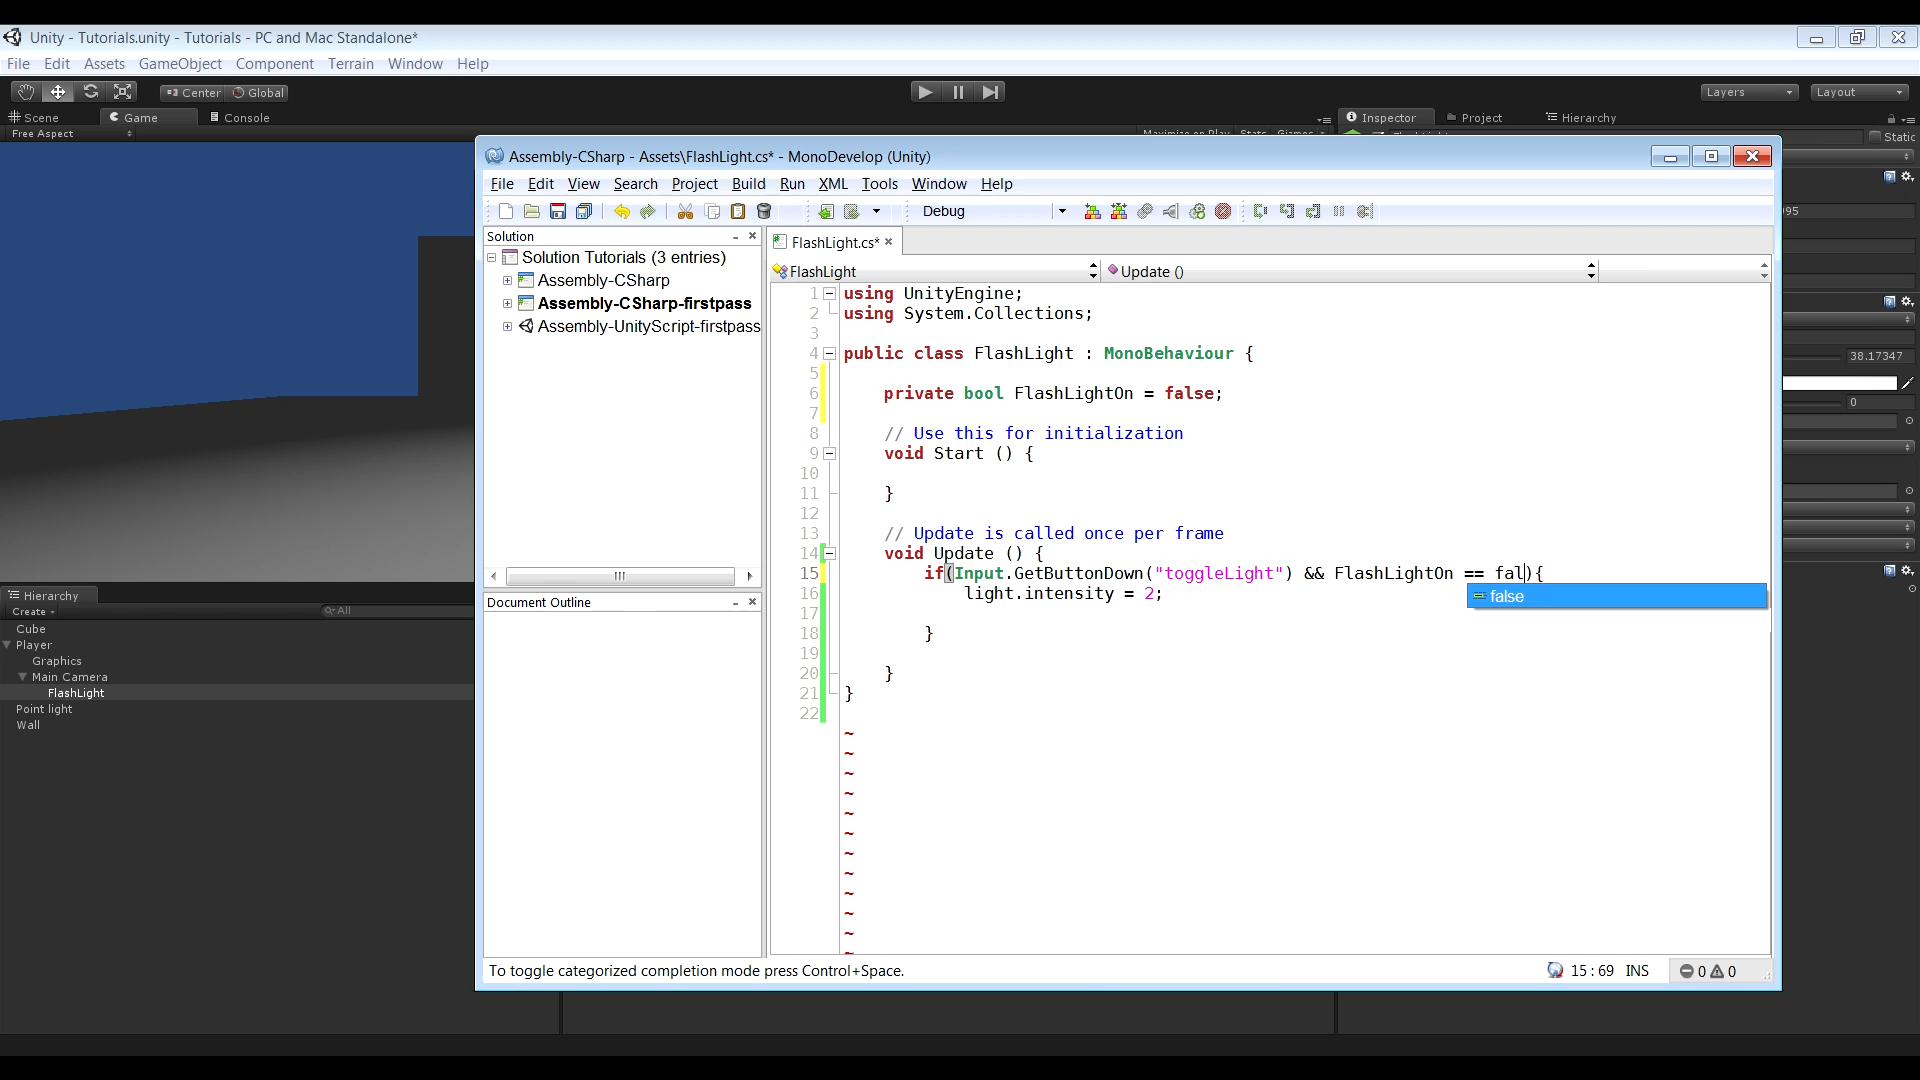 Unity - Tutorials.unity - Tutorials - PC and Mac Standalone*
File Edit Assets GameObject Component Terrain Window Help
Center Global
Layers Layout
Scene Game Console
Inspector Project Hierarchy
Free Aspect
Maximize on Play Stats Gizmos
Static
Assembly-CSharp - Assets\FlashLight.cs* - MonoDevelop (Unity)
File Edit View Search Project Build Run XML Tools Window Help
Debug
Solution
FlashLight.cs*
Solution Tutorials (3 entries)
Assembly-CSharp
Assembly-CSharp-firstpass
Assembly-UnityScript-firstpass
FlashLight Update ()
1 using UnityEngine;
2 using System.Collections;
3
4 public class FlashLight : MonoBehaviour {
5
6 private bool FlashLightOn = false;
7
8 // Use this for initialization
9 void Start () {
10
11 }
12
13 // Update is called once per frame
14 void Update () {
15 if(Input.GetButtonDown("toggleLight") && FlashLightOn == fal){
false
16 light.intensity = 2;
17
18 }
19
20 }
21 }
22
~
~
~
~
~
~
~
~
~
~
~
~
95
38.17347
0
Document Outline
Hierarchy
Create
All
Cube
Player
Graphics
Main Camera
FlashLight
Point light
Wall
To toggle categorized completion mode press Control+Space.
15 : 69 INS 0 0